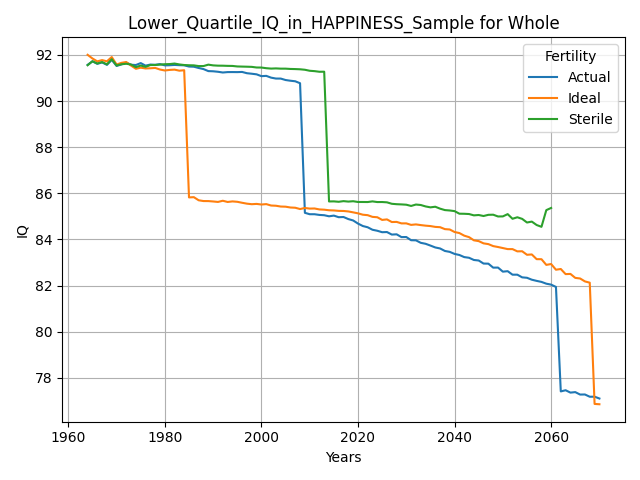 Lower_Quartile_IQ_in_HAPPINESS_Sample for Whole
Fertility
Actual
Ideal
Sterile
IQ
92
90
88
86
84
82
80
78
1960
1980
2000
2020
2040
2060
Years